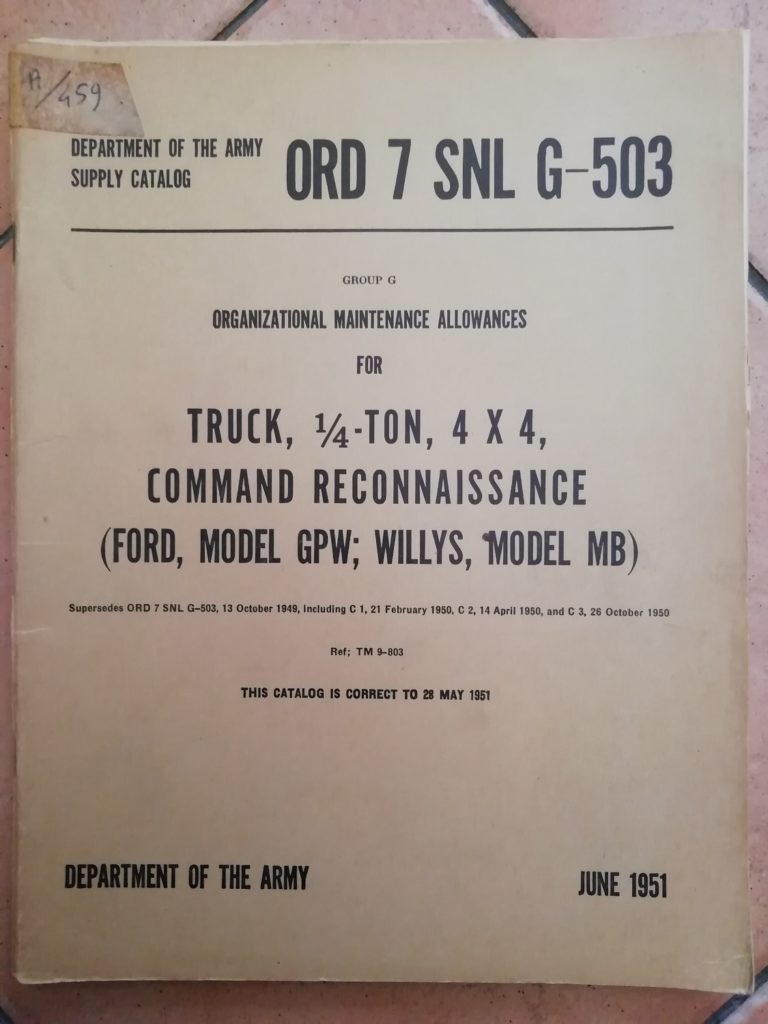 A/459
DEPARTMENT OF THE ARMY
SUPPLY CATALOG
ORD 7 SNL G–503
GROUP G
ORGANIZATIONAL MAINTENANCE ALLOWANCES
FOR
TRUCK, ¼-TON, 4 X 4,
COMMAND RECONNAISSANCE
(FORD, MODEL GPW; WILLYS, MODEL MB)
Supersedes ORD 7 SNL G–503, 13 October 1949, including C 1, 21 February 1950, C 2, 14 April 1950, and C 3, 26 October 1950
Ref; TM 9–803
THIS CATALOG IS CORRECT TO 28 MAY 1951
DEPARTMENT OF THE ARMY
JUNE 1951